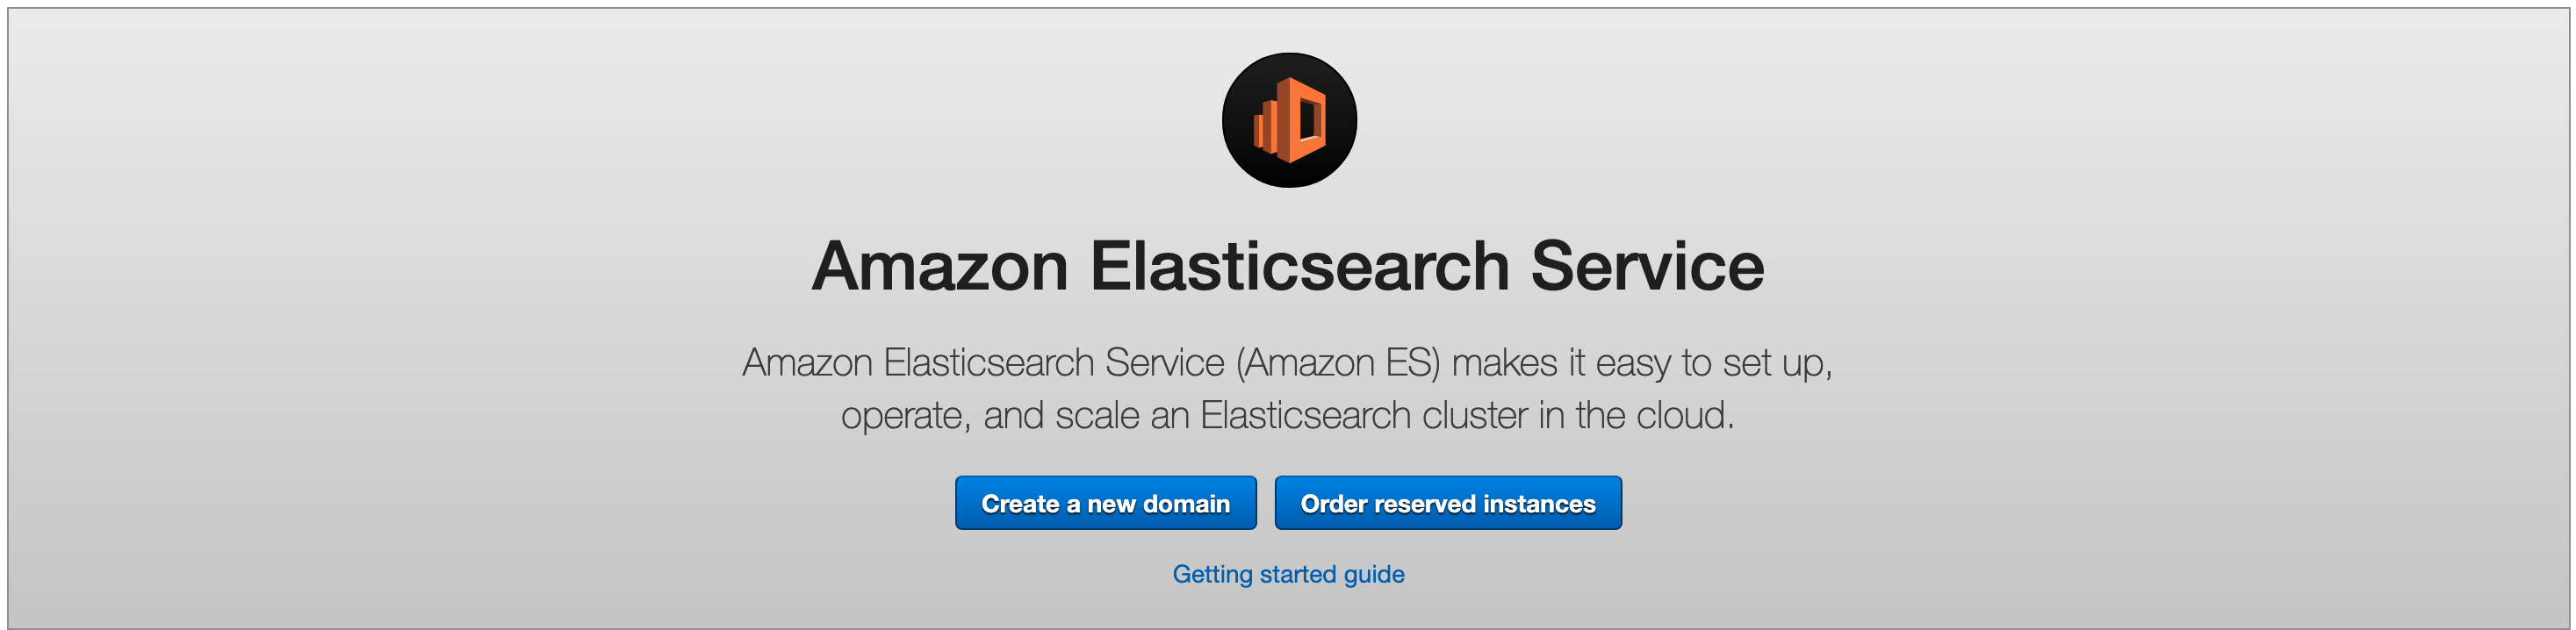 Amazon Elasticsearch Service
Amazon Elasticsearch Service (Amazon ES) makes it easy to set up,
operate, and scale an Elasticsearch cluster in the cloud.
Create a new domain
Order reserved instances
Getting started guide